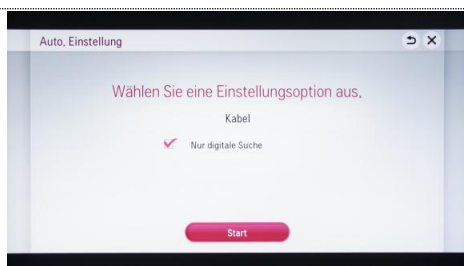 Auto. Einstellung
Wählen Sie eine Einstellungsoption aus.
Kabel
Nur digitale Suche
Start